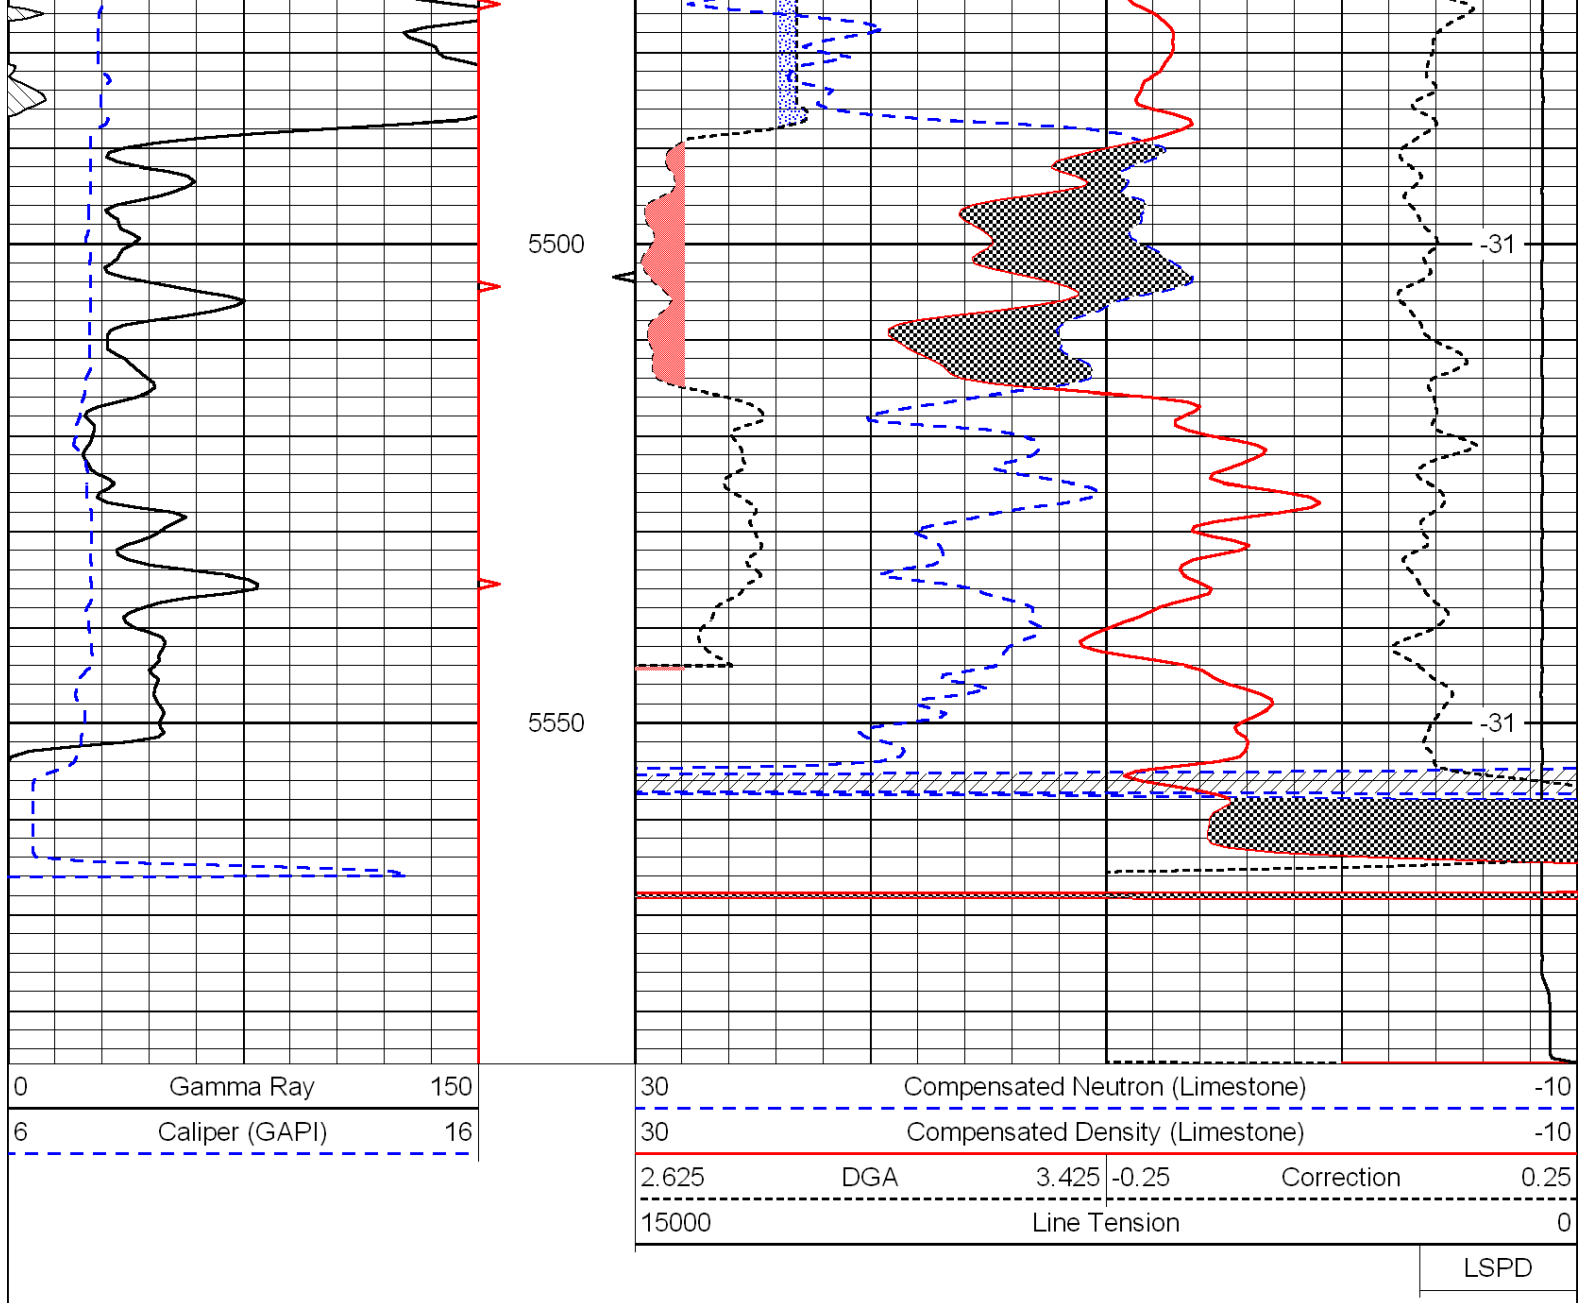 5500 -31
5550 -31
0 Gamma Ray 150
30 Compensated Neutron (Limestone) -10
6 Caliper (GAPI) 16
30 Compensated Density (Limestone) -10
2.625 DGA 3.425 -0.25 Correction 0.25
15000 Line Tension 0
LSPD